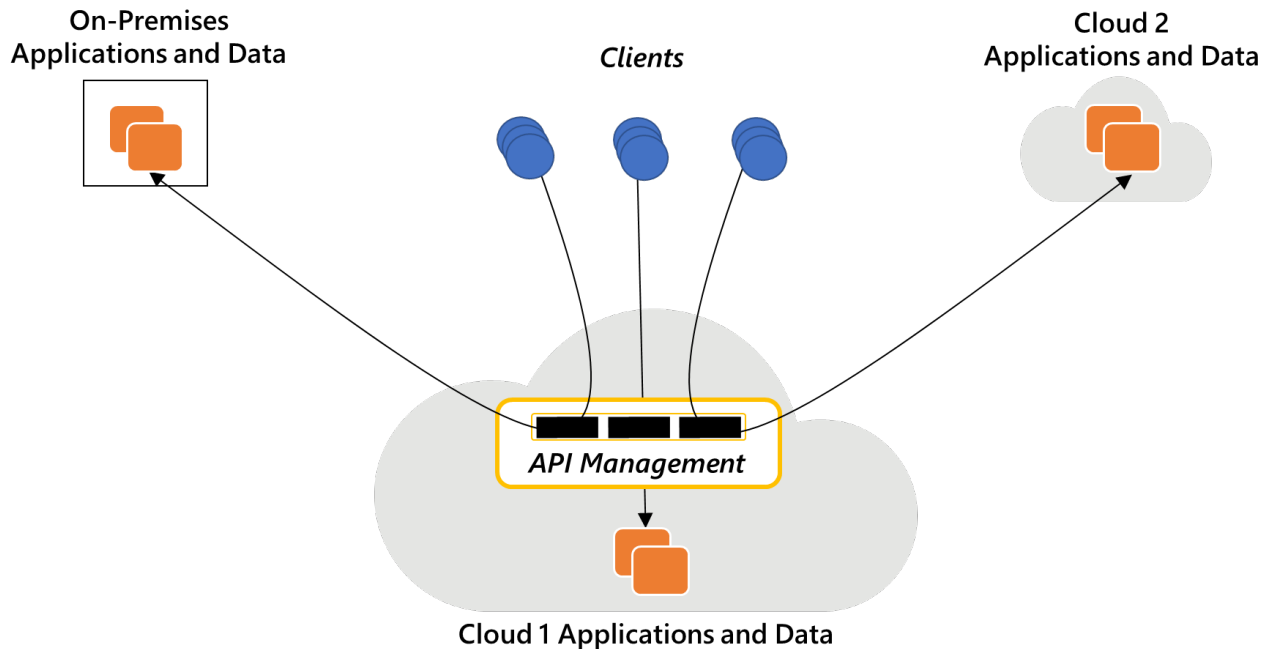 On-Premises
Applications and Data
Clients
Cloud 2
Applications and Data
API Management
Cloud 1 Applications and Data